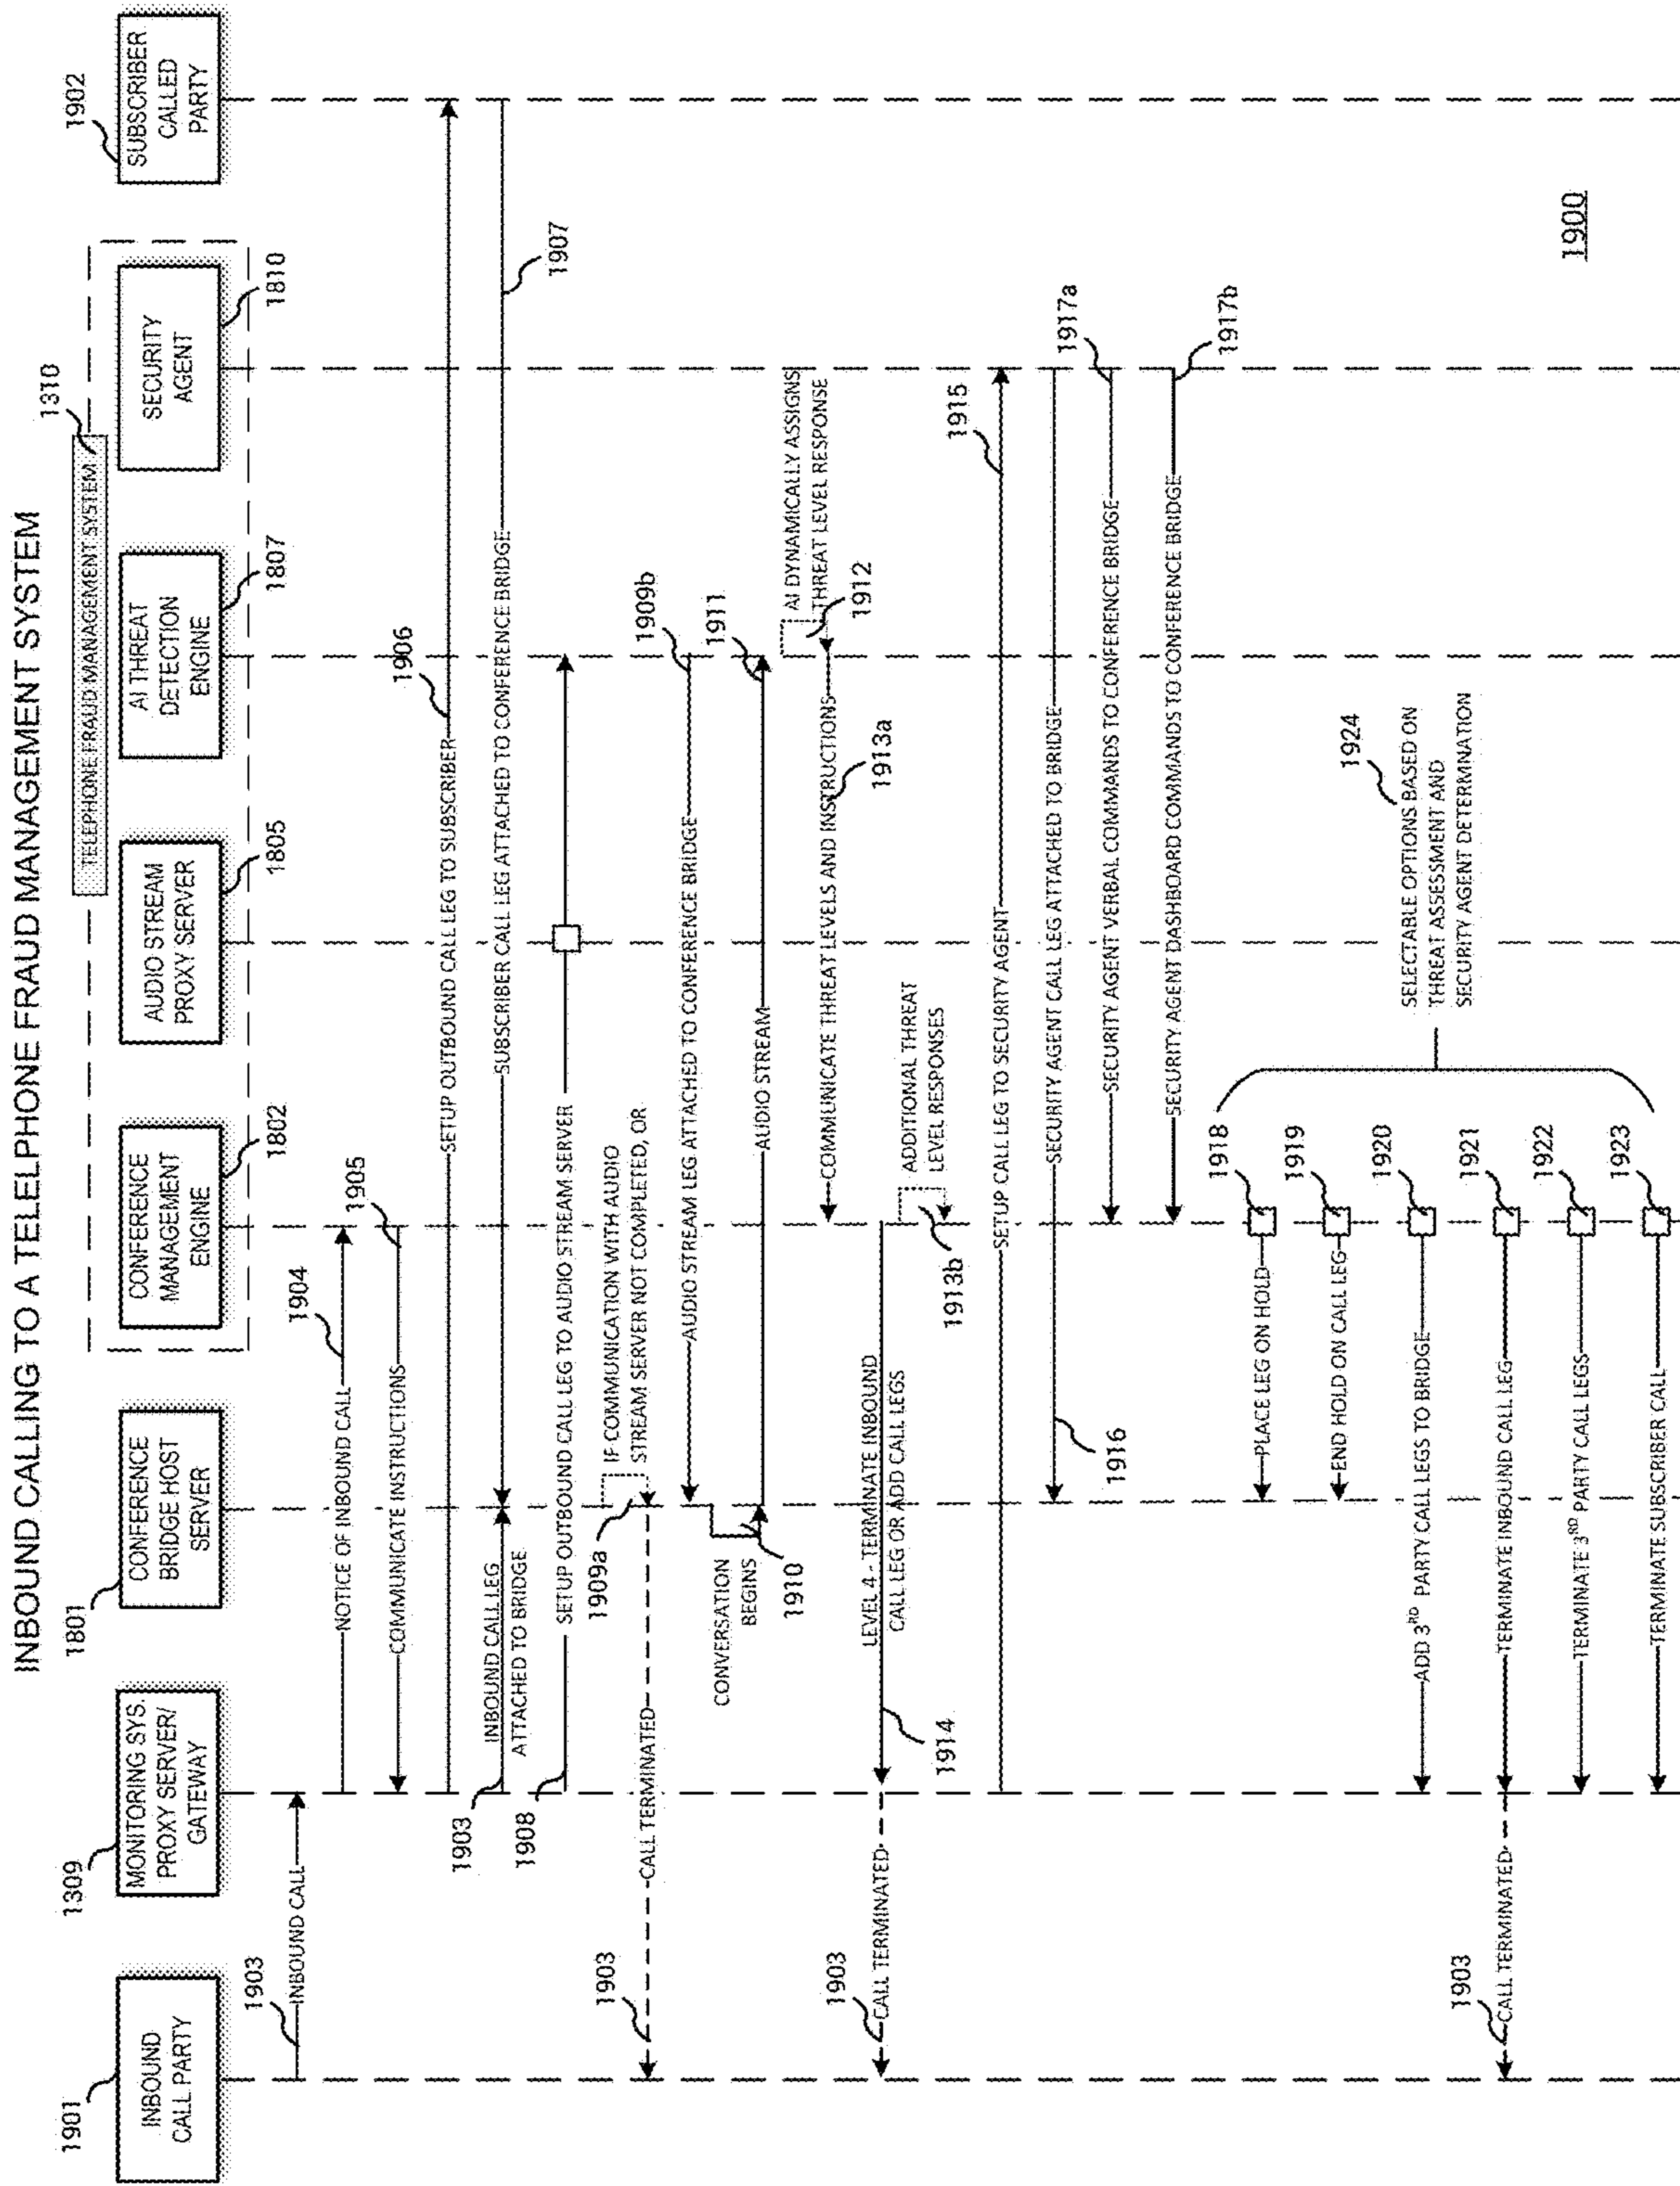 INBOUND CALLING TO A TELELPHONE FRAUD MANAGEMENT SYSTEM
1310
TELEPHONE FRAUD MANAGEMENT SYSTEM
1901
INBOUND
CALL PARTY
1309
MONITORING SYS.
PROXY SERVER/
GATEWAY
1801
CONFERENCE
BRIDGE HOST
SERVER
CONFERENCE
MANAGEMENT
ENGINE
1802
AUDIO STREAM
PROXY SERVER
1805
AI THREAT
DETECTION
ENGINE
1807
SECURITY
AGENT
1810
1902
SUBSCRIBER
CALLED
PARTY
1903
INBOUND CALL
NOTICE OF INBOUND CALL
1904
COMMUNICATE INSTRUCTIONS
1905
SETUP OUTBOUND CALL LEG TO SUBSCRIBER
1906
1903
INBOUND CALL LEG
ATTACHED TO BRIDGE
SUBSCRIBER CALL LEG ATTACHED TO CONFERENCE BRIDGE
1907
1908
SETUP OUTBOUND CALL LEG TO AUDIO STREAM SERVER
1909a
IF COMMUNICATION WITH AUDIO
STREAM SERVER NOT COMPLETED, OR
1903
CALL TERMINATED
AUDIO STREAM LEG ATTACHED TO CONFERENCE BRIDGE
1909b
CONVERSATION
BEGINS
1910
AUDIO STREAM
1911
AI DYNAMICALLY ASSIGNS
THREAT LEVEL RESPONSE
1912
COMMUNICATE THREAT LEVELS AND INSTRUCTIONS
1913a
1903
CALL TERMINATED
LEVEL 4 - TERMINATE INBOUND
CALL LEG OR ADD CALL LEGS
1914
ADDITIONAL THREAT
LEVEL RESPONSES
1913b
SETUP CALL LEG TO SECURITY AGENT
1915
SECURITY AGENT CALL LEG ATTACHED TO BRIDGE
1916
SECURITY AGENT VERBAL COMMANDS TO CONFERENCE BRIDGE
1917a
SECURITY AGENT DASHBOARD COMMANDS TO CONFERENCE BRIDGE
1917b
PLACE LEG ON HOLD
1918
END HOLD ON CALL LEG
1919
ADD 3RD PARTY CALL LEGS TO BRIDGE
1920
1903
CALL TERMINATED
TERMINATE INBOUND CALL LEG
1921
TERMINATE 3RD PARTY CALL LEGS
1922
TERMINATE SUBSCRIBER CALL
1923
1924
SELECTABLE OPTIONS BASED ON
THREAT ASSESSMENT AND
SECURITY AGENT DETERMINATION
1900